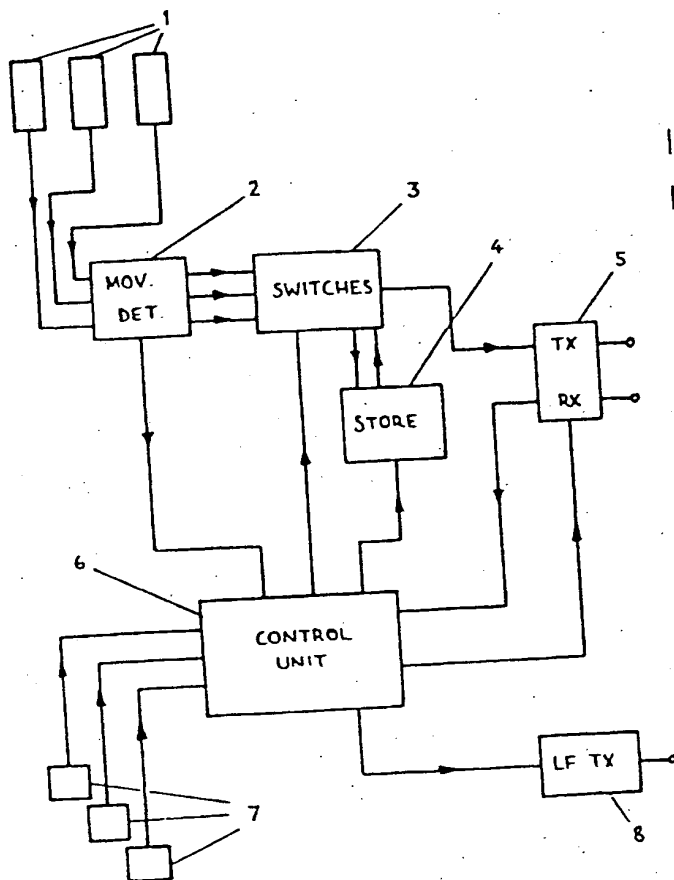 1
2
3
4
5
MOV.
DET.
SWITCHES
TX
RX
STORE
6
CONTROL
UNIT
7
LF TX
8